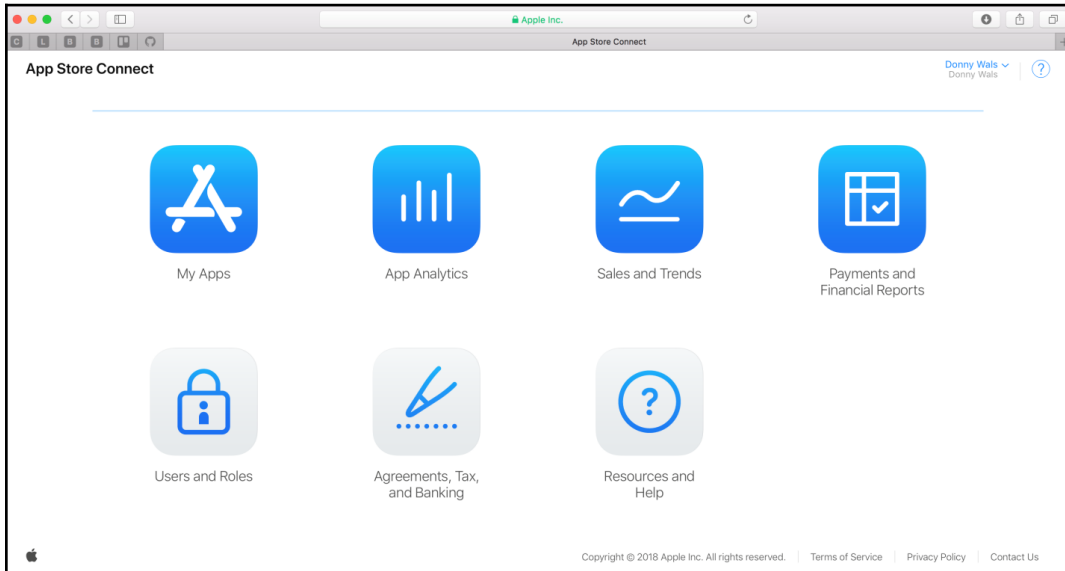 Apple Inc.
C L B B App Store Connect
App Store Connect
Donny Wals
Donny Wals
?
My Apps
App Analytics
Sales and Trends
Payments and
Financial Reports
Users and Roles
Agreements, Tax,
and Banking
?
Resources and
Help
Copyright © 2018 Apple Inc. All rights reserved. Terms of Service Privacy Policy Contact Us